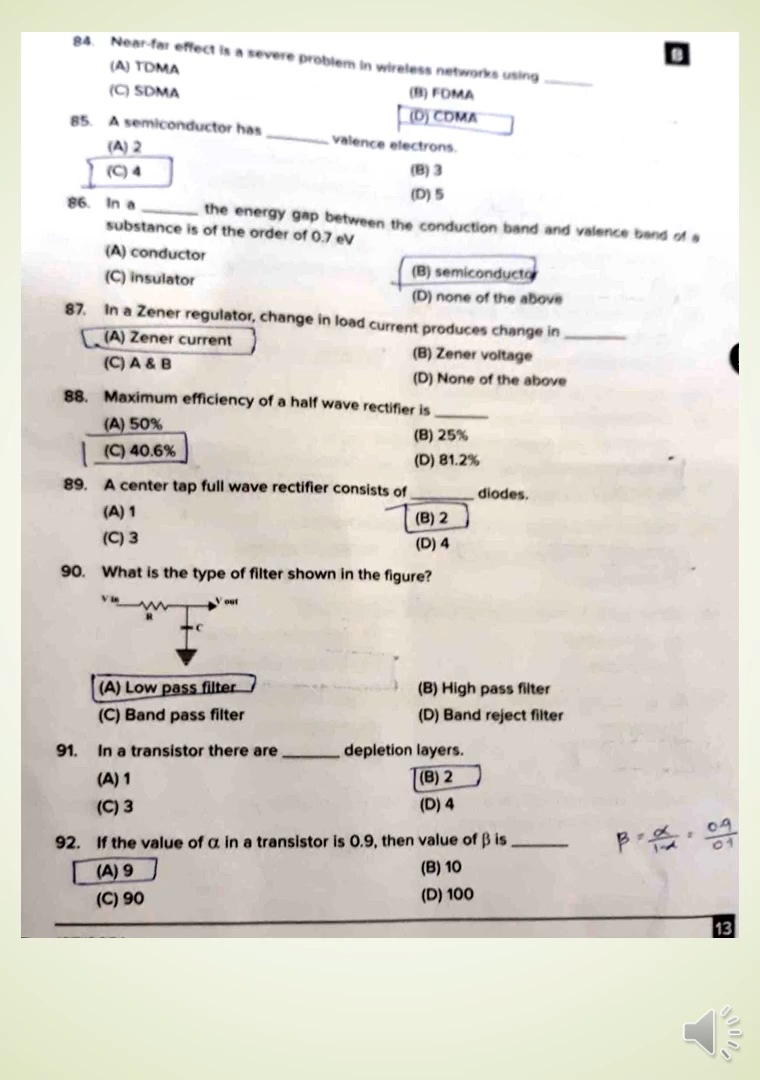 B
84. Near-far effect is a severe problem in wireless networks using ______
(A) TDMA
(B) FDMA
(C) SDMA
(D) CDMA
85. A semiconductor has ______ valence electrons.
(A) 2
(B) 3
(C) 4
(D) 5
86. In a ______ the energy gap between the conduction band and valence band of a
substance is of the order of 0.7 eV
(A) conductor
(B) semiconductor
(C) insulator
(D) none of the above
87. In a Zener regulator, change in load current produces change in ______
(A) Zener current
(B) Zener voltage
(C) A & B
(D) None of the above
88. Maximum efficiency of a half wave rectifier is ______
(A) 50%
(B) 25%
(C) 40.6%
(D) 81.2%
89. A center tap full wave rectifier consists of ______ diodes.
(A) 1
(B) 2
(C) 3
(D) 4
90. What is the type of filter shown in the figure?
V in
V out
R
C
(A) Low pass filter
(B) High pass filter
(C) Band pass filter
(D) Band reject filter
91. In a transistor there are ______ depletion layers.
(A) 1
(B) 2
(C) 3
(D) 4
92. If the value of α in a transistor is 0.9, then value of β is ______
β = α/1-α = 0.9/0.1
(A) 9
(B) 10
(C) 90
(D) 100
13